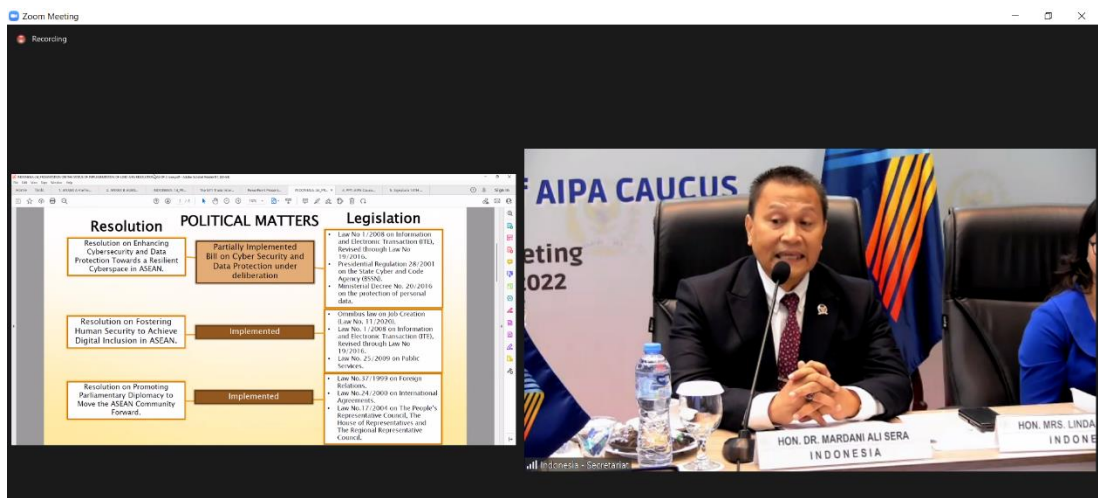 Zoom Meeting
Recording
Resolution
POLITICAL MATTERS
Legislation
Resolution on Enhancing
Cybersecurity and Data
Protection Towards a Resilient
Cyberspace in ASEAN.
Partially Implemented
Bill on Cyber Security and
Data Protection under
deliberation
• Law No 1/2008 on Information
and Electronic Transaction (ITE),
Revised through Law No
19/2016.
• Presidential Regulation 28/2001
on the State Cyber and Code
Agency (BSSN).
• Ministerial Decree No. 20/2016
on the protection of personal
data.
Resolution on Fostering
Human Security to Achieve
Digital Inclusion in ASEAN.
Implemented
• Omnibus law on Job Creation
(Law No. 11/2020).
• Law No. 1/2008 on Information
and Electronic Transaction (ITE),
Revised through Law No
19/2016.
• Law No. 25/2009 on Public
Services.
Resolution on Promoting
Parliamentary Diplomacy to
Move the ASEAN Community
Forward.
Implemented
• Law No.37/1999 on Foreign
Relations.
• Law No.24/2000 on International
Agreements.
• Law No.17/2004 on The People's
Representative Council, The
House of Representatives and
The Regional Representative
Council.
AIPA CAUCUS
eting
2022
HON. DR. MARDANI ALI SERA
INDONESIA
HON. MRS. LINDA
INDONE
Indonesia - Secretariat